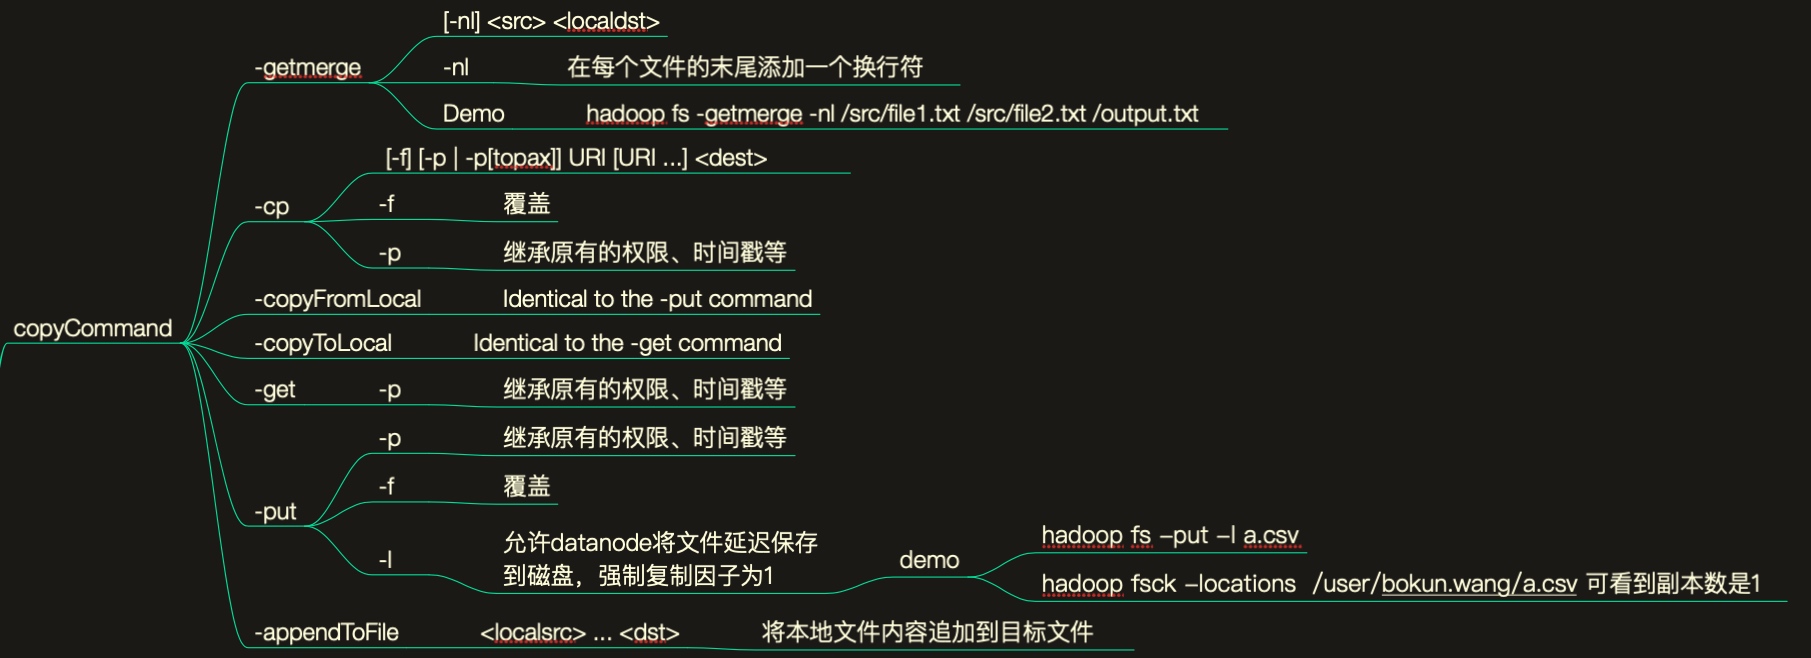 [-nl] <src> <localdst>
-getmerge
-nl 在每个文件的末尾添加一个换行符
Demo hadoop fs -getmerge -nl /src/file1.txt /src/file2.txt /output.txt
[-f] [-p | -p[topax]] URI [URI ...] <dest>
-cp
-f 覆盖
-p 继承原有的权限、时间戳等
-copyFromLocal Identical to the -put command
copyCommand
-copyToLocal Identical to the -get command
-get -p 继承原有的权限、时间戳等
-p 继承原有的权限、时间戳等
-f 覆盖
-put
-l 允许datanode将文件延迟保存
到磁盘，强制复制因子为1
demo
hadoop fs –put –l a.csv
hadoop fsck –locations /user/bokun.wang/a.csv 可看到副本数是1
-appendToFile <localsrc> ... <dst> 将本地文件内容追加到目标文件